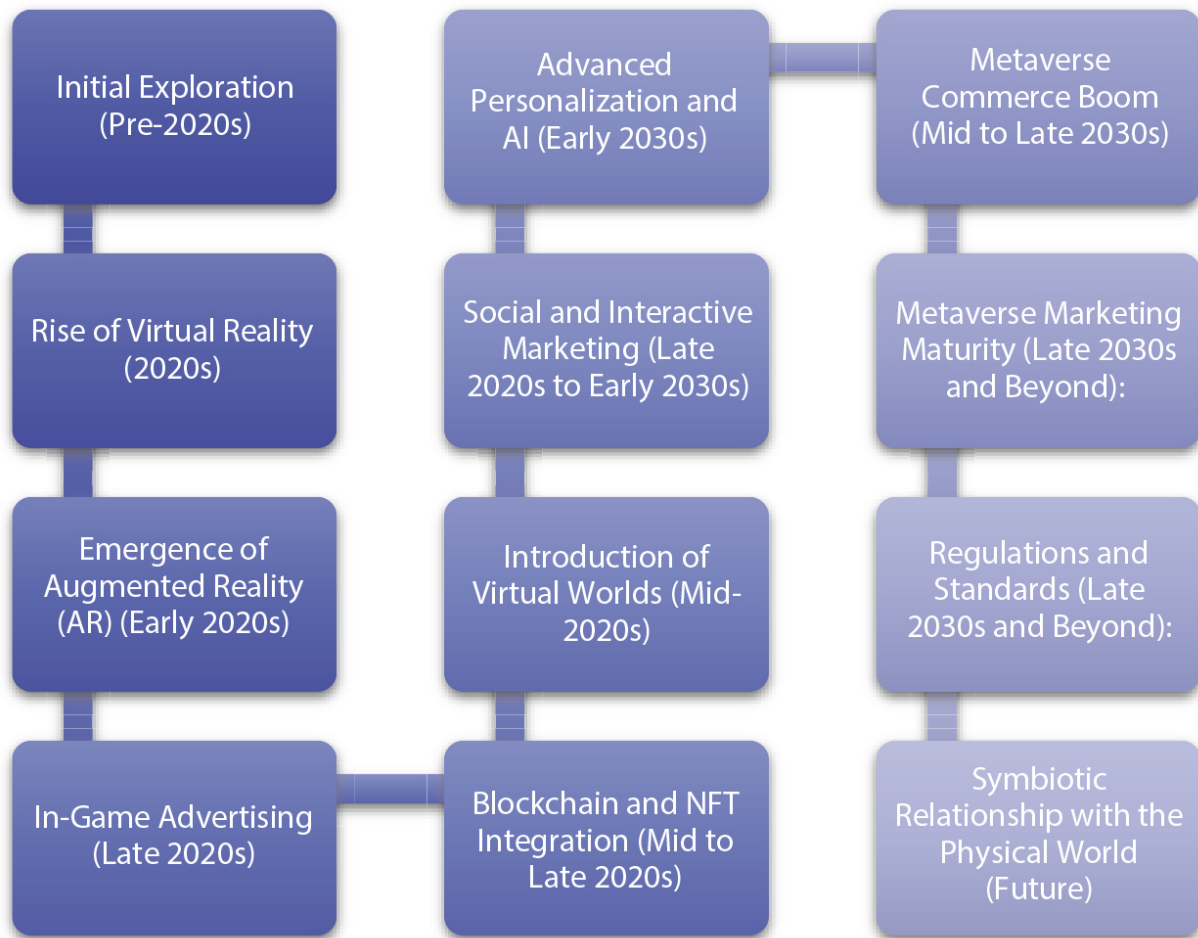 Initial Exploration
(Pre-2020s)
Rise of Virtual Reality
(2020s)
Emergence of
Augmented Reality
(AR) (Early 2020s)
In-Game Advertising
(Late 2020s)
Blockchain and NFT
Integration (Mid to
Late 2020s)
Introduction of
Virtual Worlds (Mid-
2020s)
Social and Interactive
Marketing (Late
2020s to Early 2030s)
Advanced
Personalization and
AI (Early 2030s)
Metaverse
Commerce Boom
(Mid to Late 2030s)
Metaverse Marketing
Maturity (Late 2030s
and Beyond):
Regulations and
Standards (Late
2030s and Beyond):
Symbiotic
Relationship with the
Physical World
(Future)